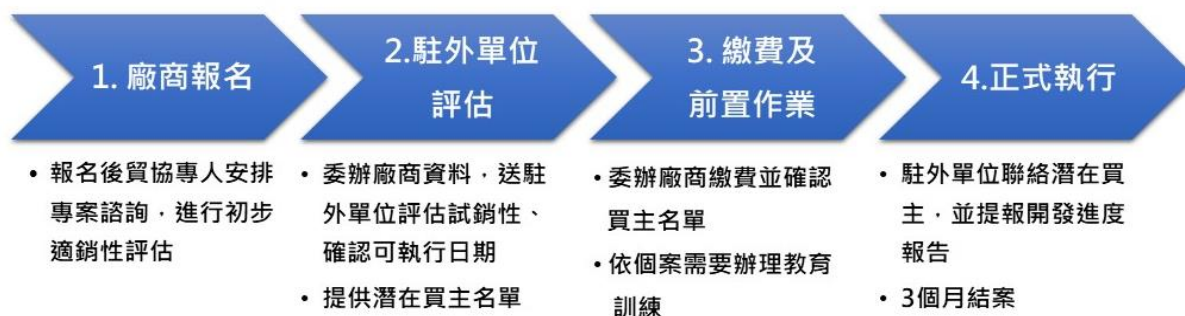 1. 廠商報名
2.駐外單位
評估
3. 繳費及
前置作業
4.正式執行
• 報名後貿協專人安排
專案諮詢，進行初步
適銷性評估
• 委辦廠商資料，送駐
外單位評估試銷性、
確認可執行日期
• 提供潛在買主名單
• 委辦廠商繳費並確認
買主名單
• 依個案需要辦理教育
訓練
• 駐外單位聯絡潛在買
主，並提報開發進度
報告
• 3個月結案